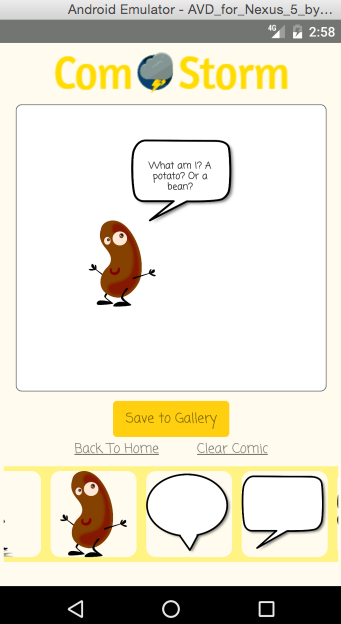 Android Emulator - AVD_for_Nexus_5_by…
4G 2:58
Com Storm
What am I? A
potato? Or a
bean?
Save to Gallery
Back To Home Clear Comic